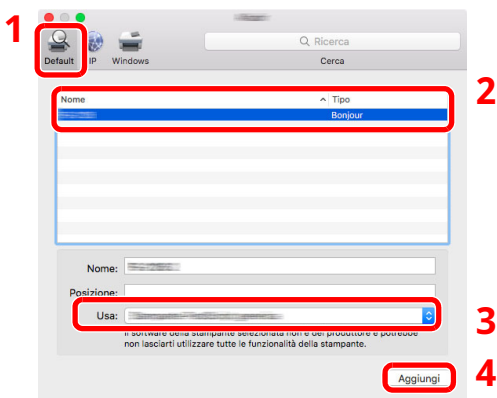 1
Ricerca
Default IP Windows Cerca
2
Nome Tipo
Bonjour
Nome:
Posizione:
Usa:
3
Il software della stampante selezionata non è del produttore e potrebbe
non lasciarti utilizzare tutte le funzionalità della stampante.
Aggiungi
4